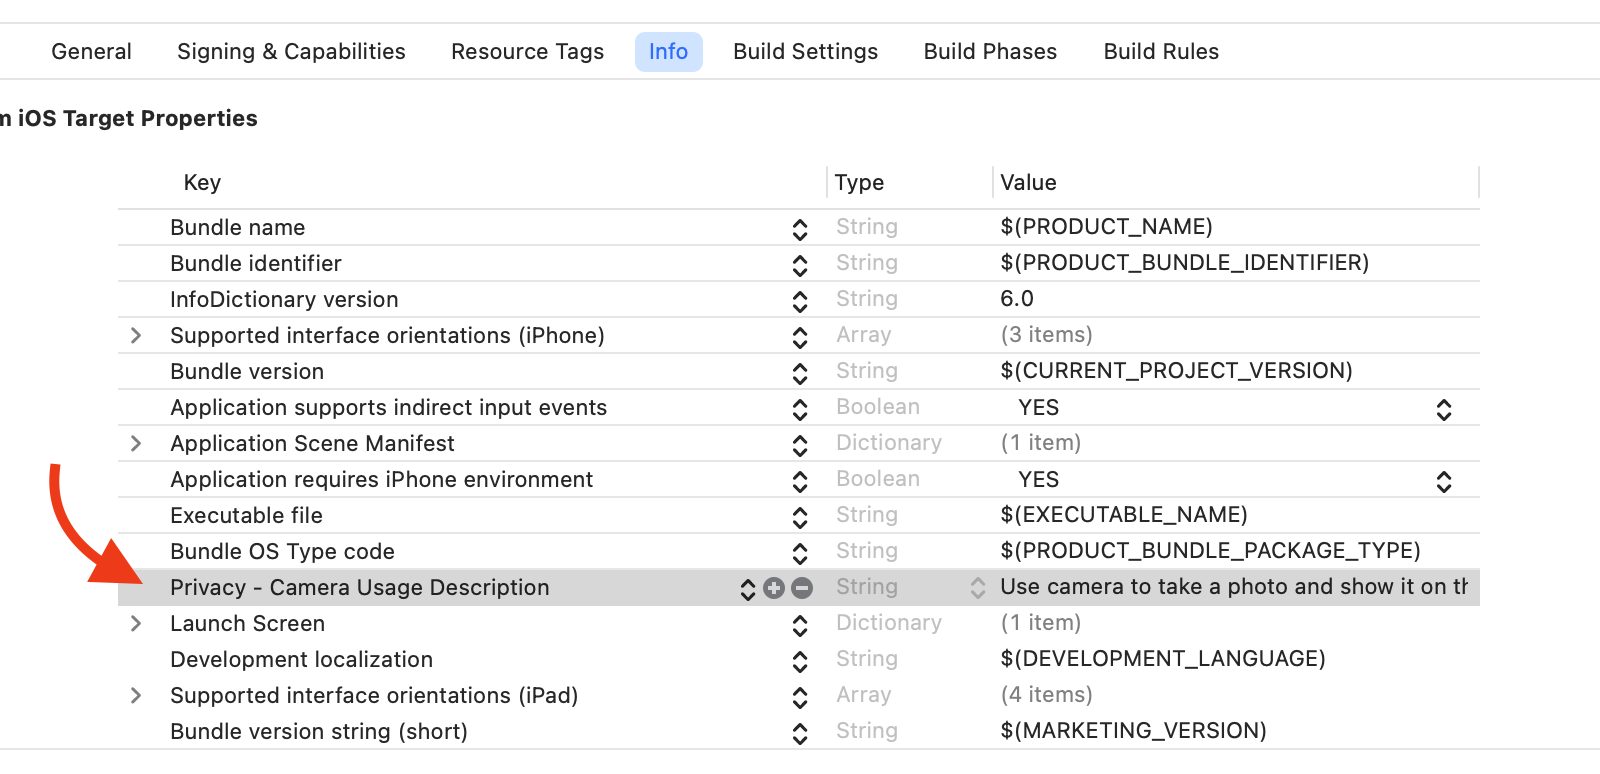 General Signing & Capabilities Resource Tags Info Build Settings Build Phases Build Rules
iOS Target Properties
Key Type Value
Bundle name String $(PRODUCT_NAME)
Bundle identifier String $(PRODUCT_BUNDLE_IDENTIFIER)
InfoDictionary version String 6.0
Supported interface orientations (iPhone) Array (3 items)
Bundle version String $(CURRENT_PROJECT_VERSION)
Application supports indirect input events Boolean YES
Application Scene Manifest Dictionary (1 item)
Application requires iPhone environment Boolean YES
Executable file String $(EXECUTABLE_NAME)
Bundle OS Type code String $(PRODUCT_BUNDLE_PACKAGE_TYPE)
Privacy - Camera Usage Description String Use camera to take a photo and show it on th
Launch Screen Dictionary (1 item)
Development localization String $(DEVELOPMENT_LANGUAGE)
Supported interface orientations (iPad) Array (4 items)
Bundle version string (short) String $(MARKETING_VERSION)